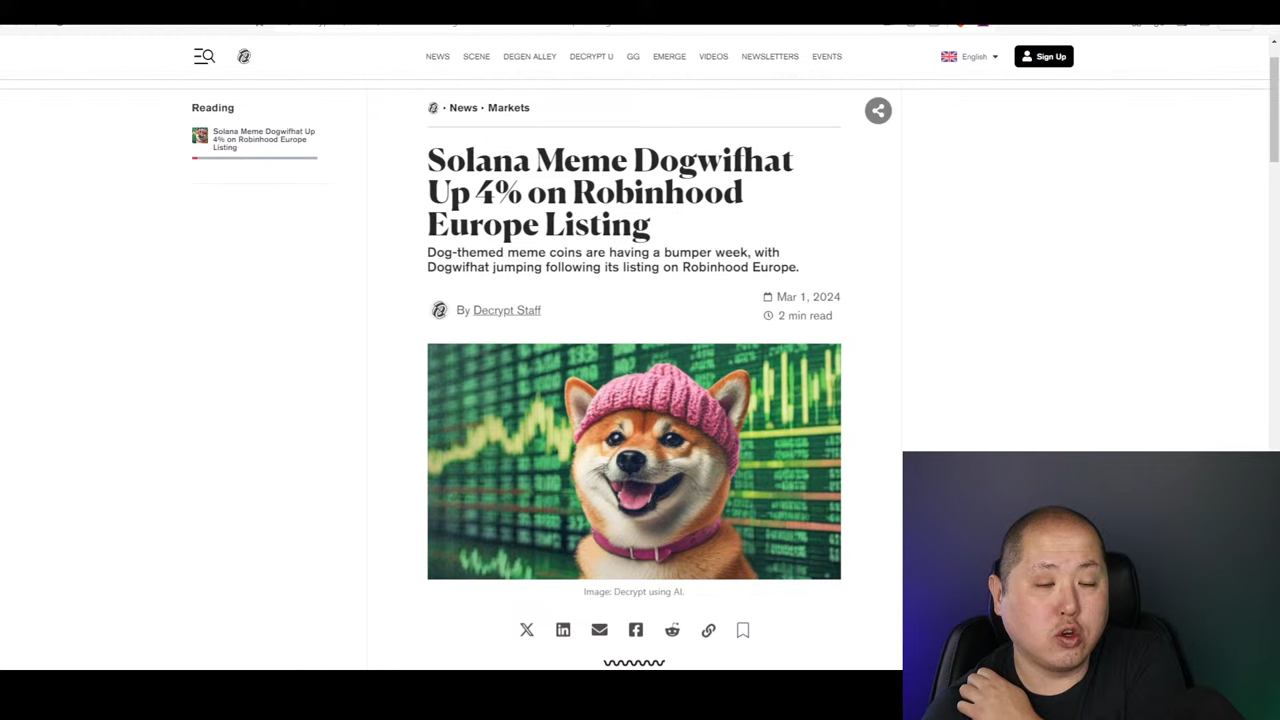 NEWS SCENE DEGEN ALLEY DECRYPT U GG EMERGE VIDEOS NEWSLETTERS EVENTS
English
Sign Up
Reading
Solana Meme Dogwifhat Up
4% on Robinhood Europe
Listing
· News · Markets
Solana Meme Dogwifhat
Up 4% on Robinhood
Europe Listing
Dog-themed meme coins are having a bumper week, with
Dogwifhat jumping following its listing on Robinhood Europe.
By Decrypt Staff
Mar 1, 2024
2 min read
Image: Decrypt using AI.